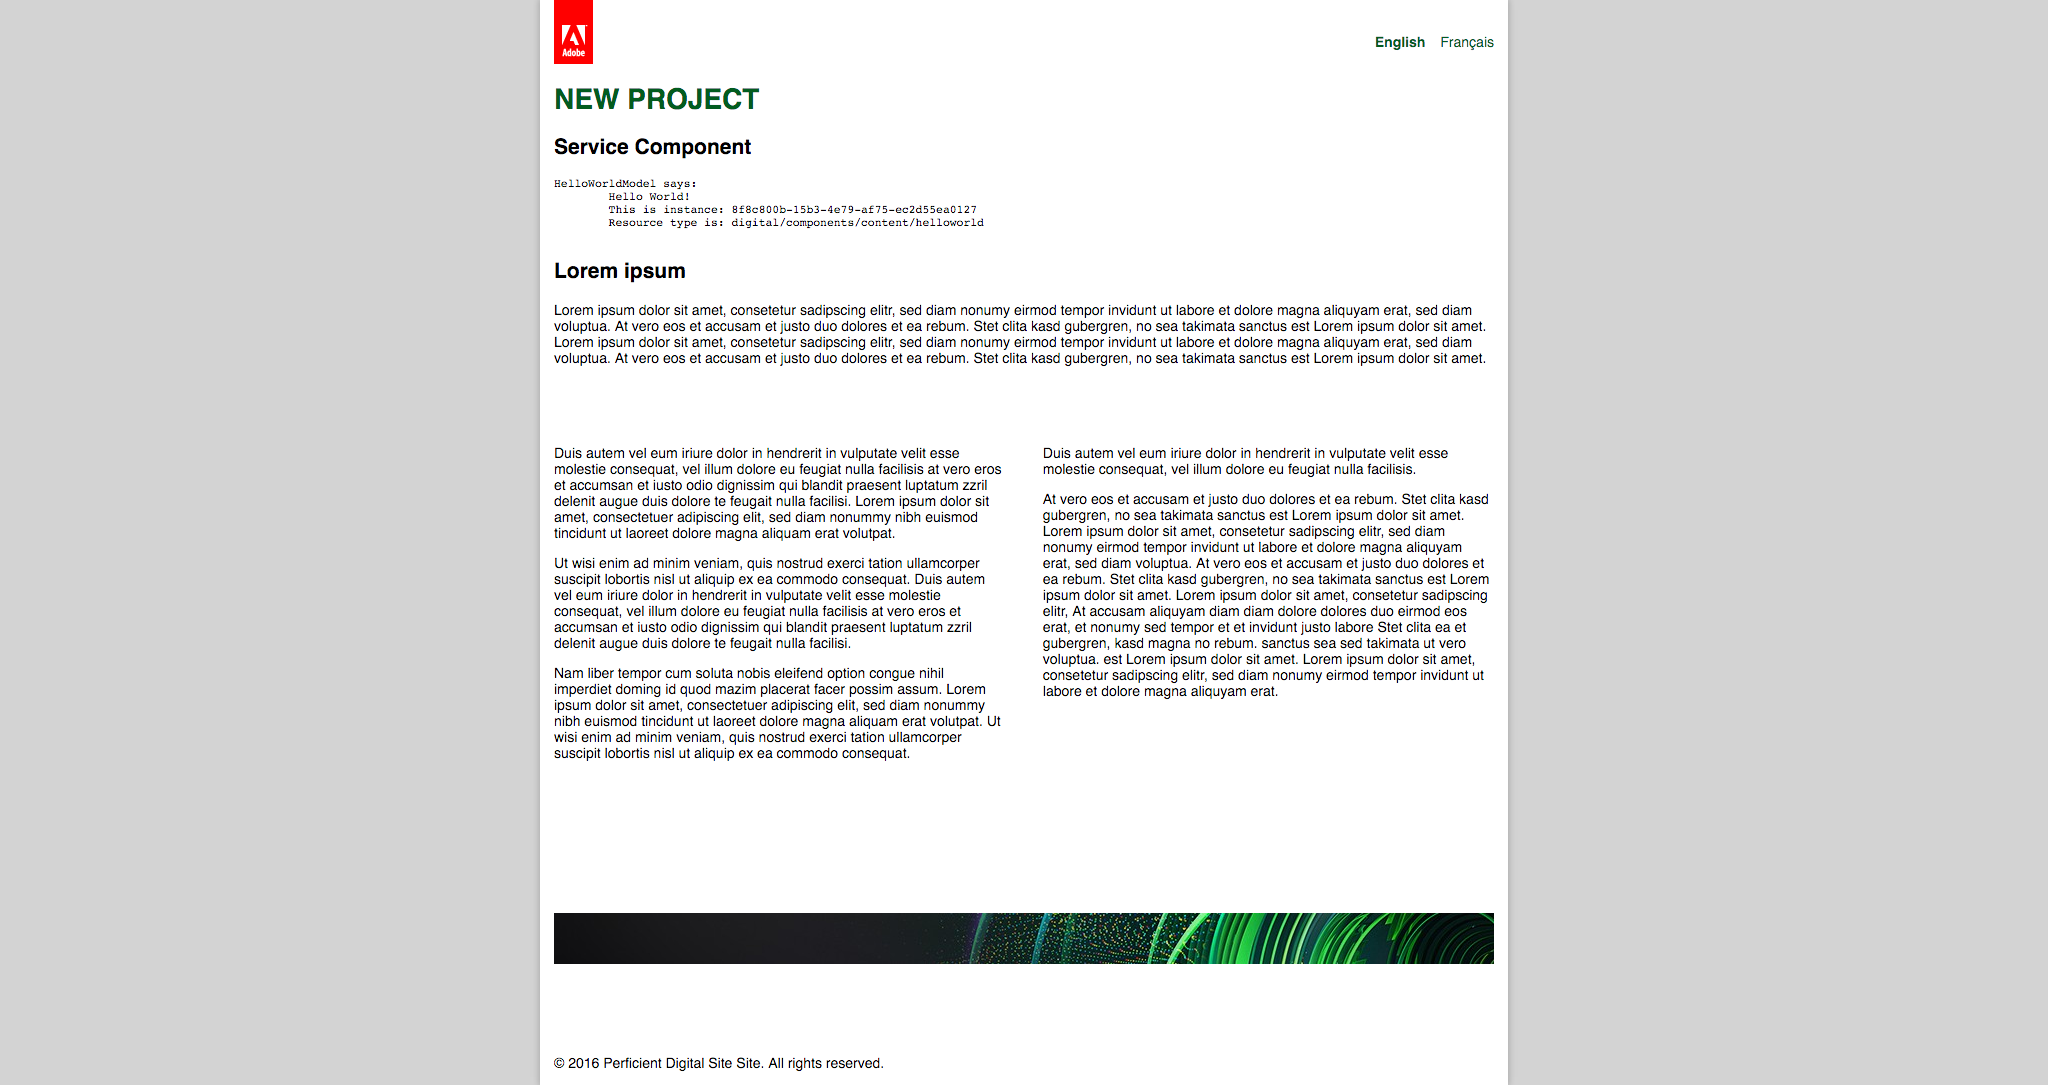 Adobe
English Français
NEW PROJECT
Service Component
HelloWorldModel says:
Hello World!
This is instance: 8f8c800b-15b3-4e79-af75-ec2d55ea0127
Resource type is: digital/components/content/helloworld
Lorem ipsum
Lorem ipsum dolor sit amet, consetetur sadipscing elitr, sed diam nonumy eirmod tempor invidunt ut labore et dolore magna aliquyam erat, sed diam
voluptua. At vero eos et accusam et justo duo dolores et ea rebum. Stet clita kasd gubergren, no sea takimata sanctus est Lorem ipsum dolor sit amet.
Lorem ipsum dolor sit amet, consetetur sadipscing elitr, sed diam nonumy eirmod tempor invidunt ut labore et dolore magna aliquyam erat, sed diam
voluptua. At vero eos et accusam et justo duo dolores et ea rebum. Stet clita kasd gubergren, no sea takimata sanctus est Lorem ipsum dolor sit amet.
Duis autem vel eum iriure dolor in hendrerit in vulputate velit esse
molestie consequat, vel illum dolore eu feugiat nulla facilisis at vero eros
et accumsan et iusto odio dignissim qui blandit praesent luptatum zzril
delenit augue duis dolore te feugait nulla facilisi. Lorem ipsum dolor sit
amet, consectetuer adipiscing elit, sed diam nonummy nibh euismod
tincidunt ut laoreet dolore magna aliquam erat volutpat.
Ut wisi enim ad minim veniam, quis nostrud exerci tation ullamcorper
suscipit lobortis nisl ut aliquip ex ea commodo consequat. Duis autem
vel eum iriure dolor in hendrerit in vulputate velit esse molestie
consequat, vel illum dolore eu feugiat nulla facilisis at vero eros et
accumsan et iusto odio dignissim qui blandit praesent luptatum zzril
delenit augue duis dolore te feugait nulla facilisi.
Nam liber tempor cum soluta nobis eleifend option congue nihil
imperdiet doming id quod mazim placerat facer possim assum. Lorem
ipsum dolor sit amet, consectetuer adipiscing elit, sed diam nonummy
nibh euismod tincidunt ut laoreet dolore magna aliquam erat volutpat. Ut
wisi enim ad minim veniam, quis nostrud exerci tation ullamcorper
suscipit lobortis nisl ut aliquip ex ea commodo consequat.
Duis autem vel eum iriure dolor in hendrerit in vulputate velit esse
molestie consequat, vel illum dolore eu feugiat nulla facilisis.
At vero eos et accusam et justo duo dolores et ea rebum. Stet clita kasd
gubergren, no sea takimata sanctus est Lorem ipsum dolor sit amet.
Lorem ipsum dolor sit amet, consetetur sadipscing elitr, sed diam
nonumy eirmod tempor invidunt ut labore et dolore magna aliquyam
erat, sed diam voluptua. At vero eos et accusam et justo duo dolores et
ea rebum. Stet clita kasd gubergren, no sea takimata sanctus est Lorem
ipsum dolor sit amet. Lorem ipsum dolor sit amet, consetetur sadipscing
elitr, At accusam aliquyam diam diam dolore dolores duo eirmod eos
erat, et nonumy sed tempor et et invidunt justo labore Stet clita ea et
gubergren, kasd magna no rebum. sanctus sea sed takimata ut vero
voluptua. est Lorem ipsum dolor sit amet. Lorem ipsum dolor sit amet,
consetetur sadipscing elitr, sed diam nonumy eirmod tempor invidunt ut
labore et dolore magna aliquyam erat.
© 2016 Perficient Digital Site Site. All rights reserved.